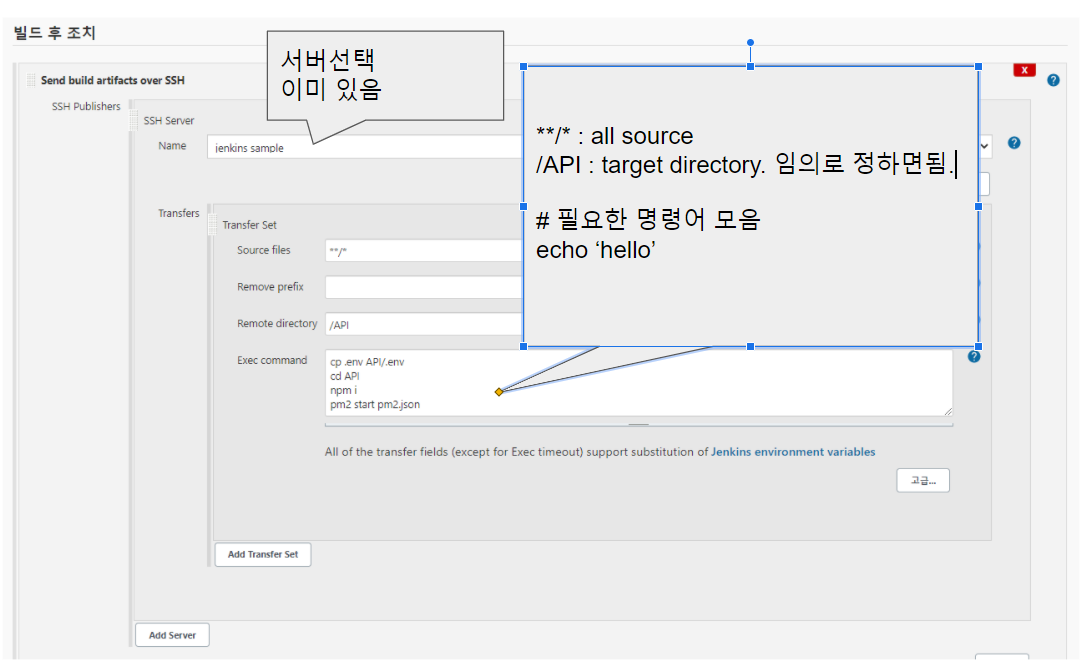 빌드 후 조치
서버선택
이미 있음
Send build artifacts over SSH
X
SSH Publishers
SSH Server
Name
jenkins sample
**/* : all source
/API : target directory. 임의로 정하면됨.
# 필요한 명령어 모음
echo ‘hello’
Transfers
Transfer Set
Source files
**/*
Remove prefix
Remote directory
/API
Exec command
cp .env API/.env
cd API
npm i
pm2 start pm2.json
All of the transfer fields (except for Exec timeout) support substitution of Jenkins environment variables
고급...
Add Transfer Set
Add Server